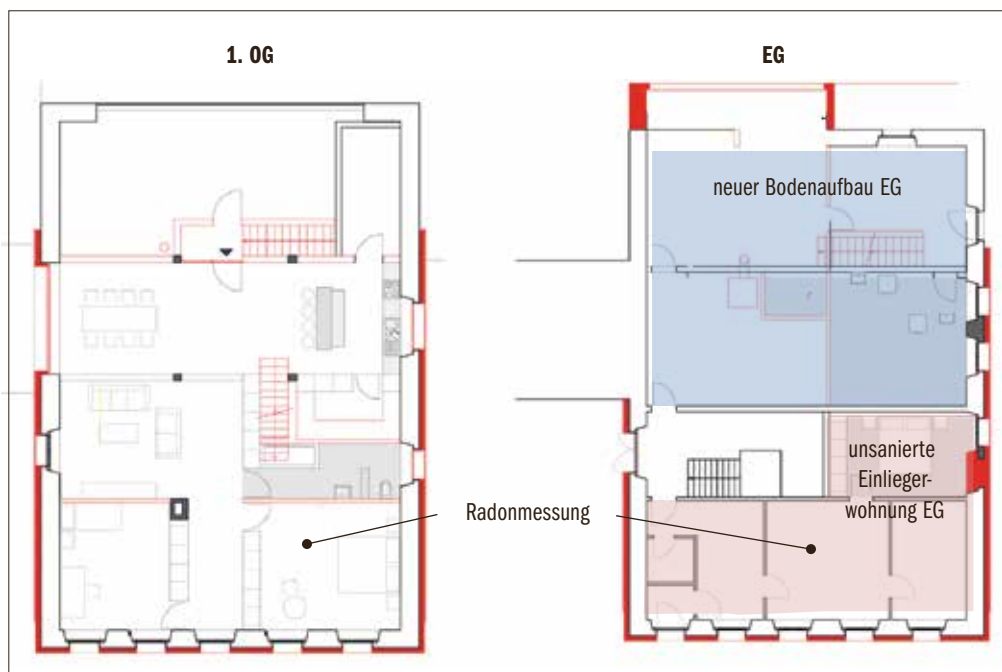 1. OG
EG
neuer Bodenaufbau EG
unsanierte
Einlieger-
wohnung EG
Radonmessung